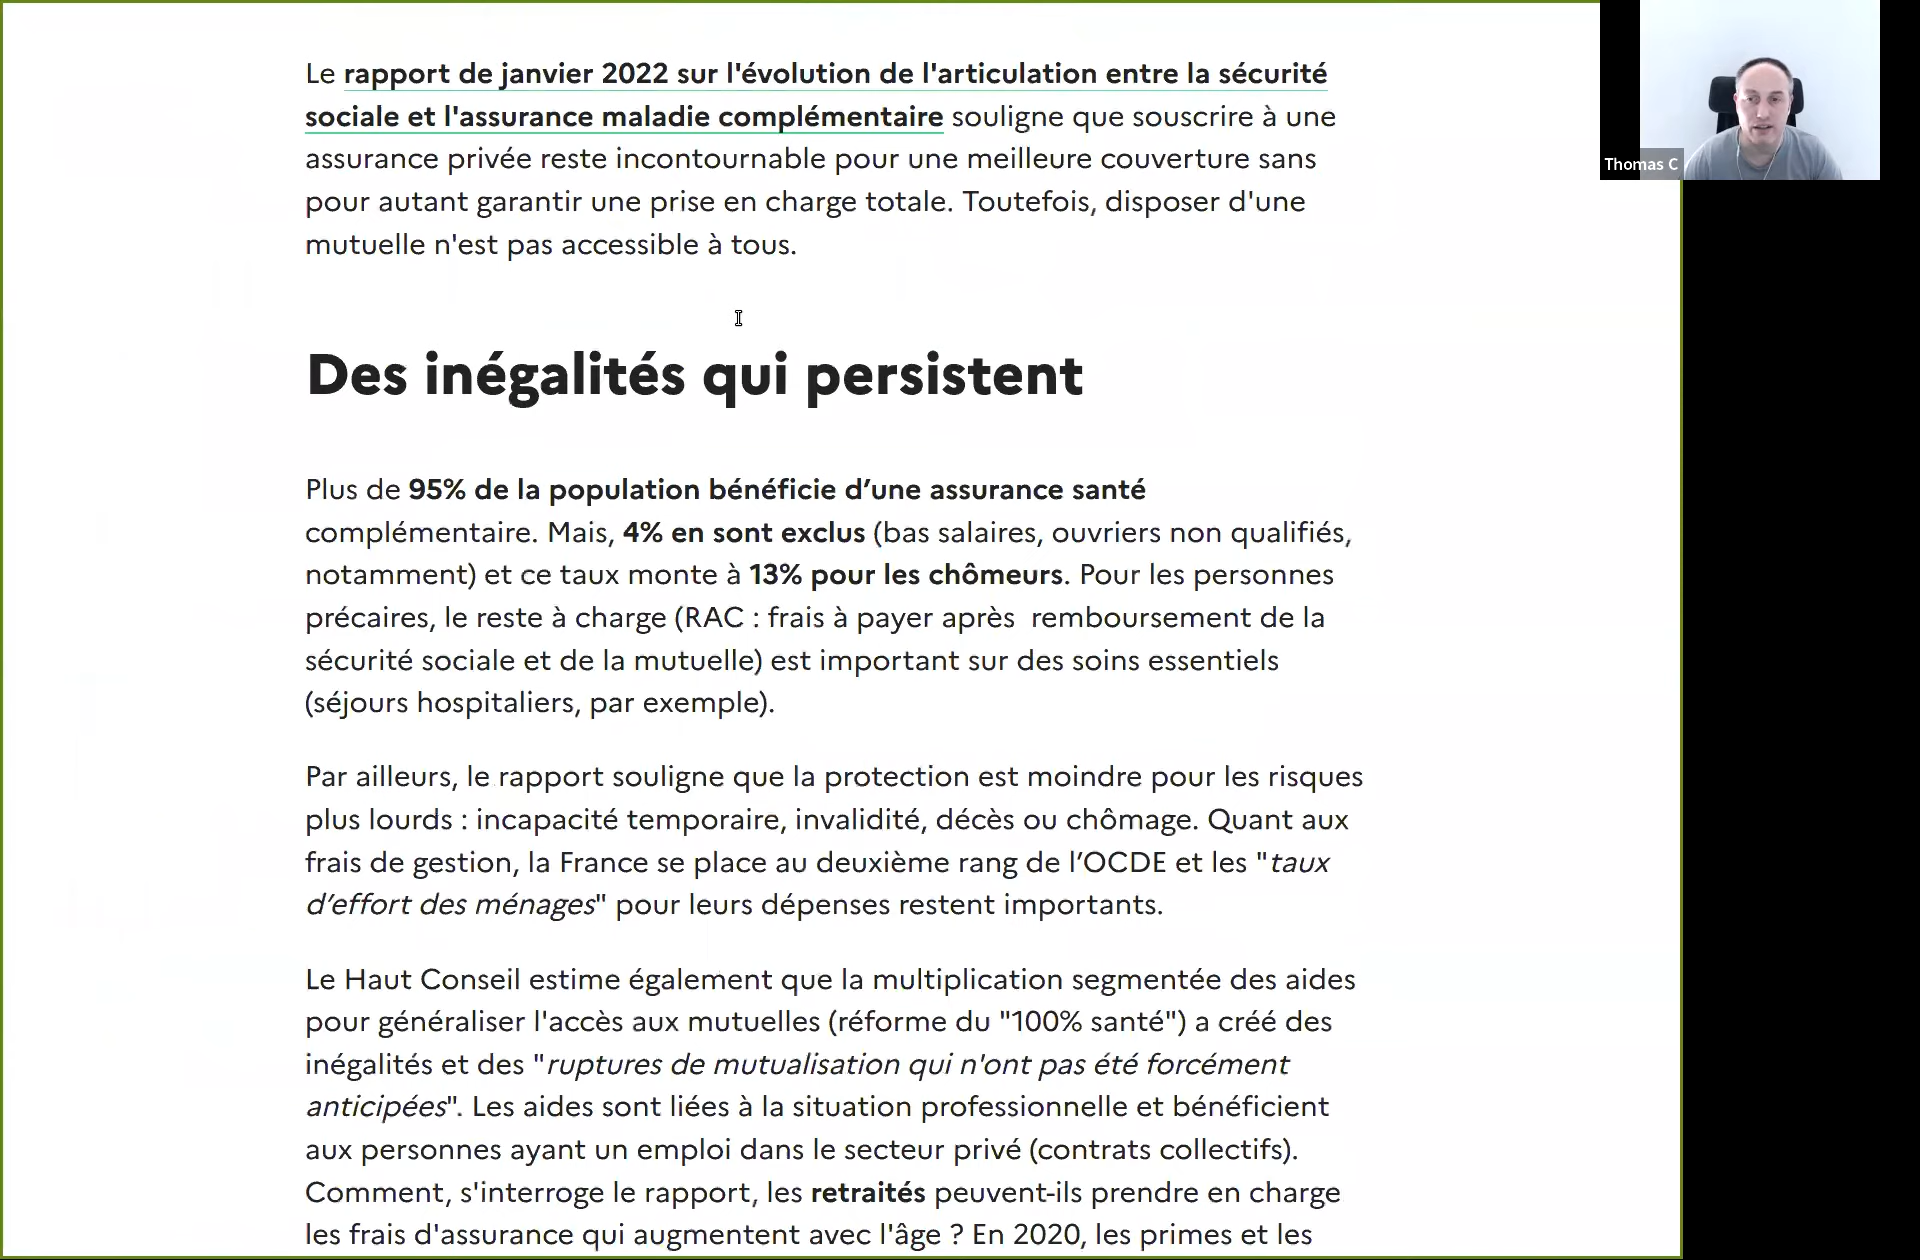 Le rapport de janvier 2022 sur l'évolution de l'articulation entre la sécurité
sociale et l'assurance maladie complémentaire souligne que souscrire à une
assurance privée reste incontournable pour une meilleure couverture sans
pour autant garantir une prise en charge totale. Toutefois, disposer d'une
mutuelle n'est pas accessible à tous.
Thomas C
Des inégalités qui persistent
Plus de 95% de la population bénéficie d’une assurance santé
complémentaire. Mais, 4% en sont exclus (bas salaires, ouvriers non qualifiés,
notamment) et ce taux monte à 13% pour les chômeurs. Pour les personnes
précaires, le reste à charge (RAC : frais à payer après  remboursement de la
sécurité sociale et de la mutuelle) est important sur des soins essentiels
(séjours hospitaliers, par exemple).
Par ailleurs, le rapport souligne que la protection est moindre pour les risques
plus lourds : incapacité temporaire, invalidité, décès ou chômage. Quant aux
frais de gestion, la France se place au deuxième rang de l’OCDE et les "taux
d’effort des ménages" pour leurs dépenses restent importants.
Le Haut Conseil estime également que la multiplication segmentée des aides
pour généraliser l'accès aux mutuelles (réforme du "100% santé") a créé des
inégalités et des "ruptures de mutualisation qui n'ont pas été forcément
anticipées". Les aides sont liées à la situation professionnelle et bénéficient
aux personnes ayant un emploi dans le secteur privé (contrats collectifs).
Comment, s'interroge le rapport, les retraités peuvent-ils prendre en charge
les frais d'assurance qui augmentent avec l'âge ? En 2020, les primes et les